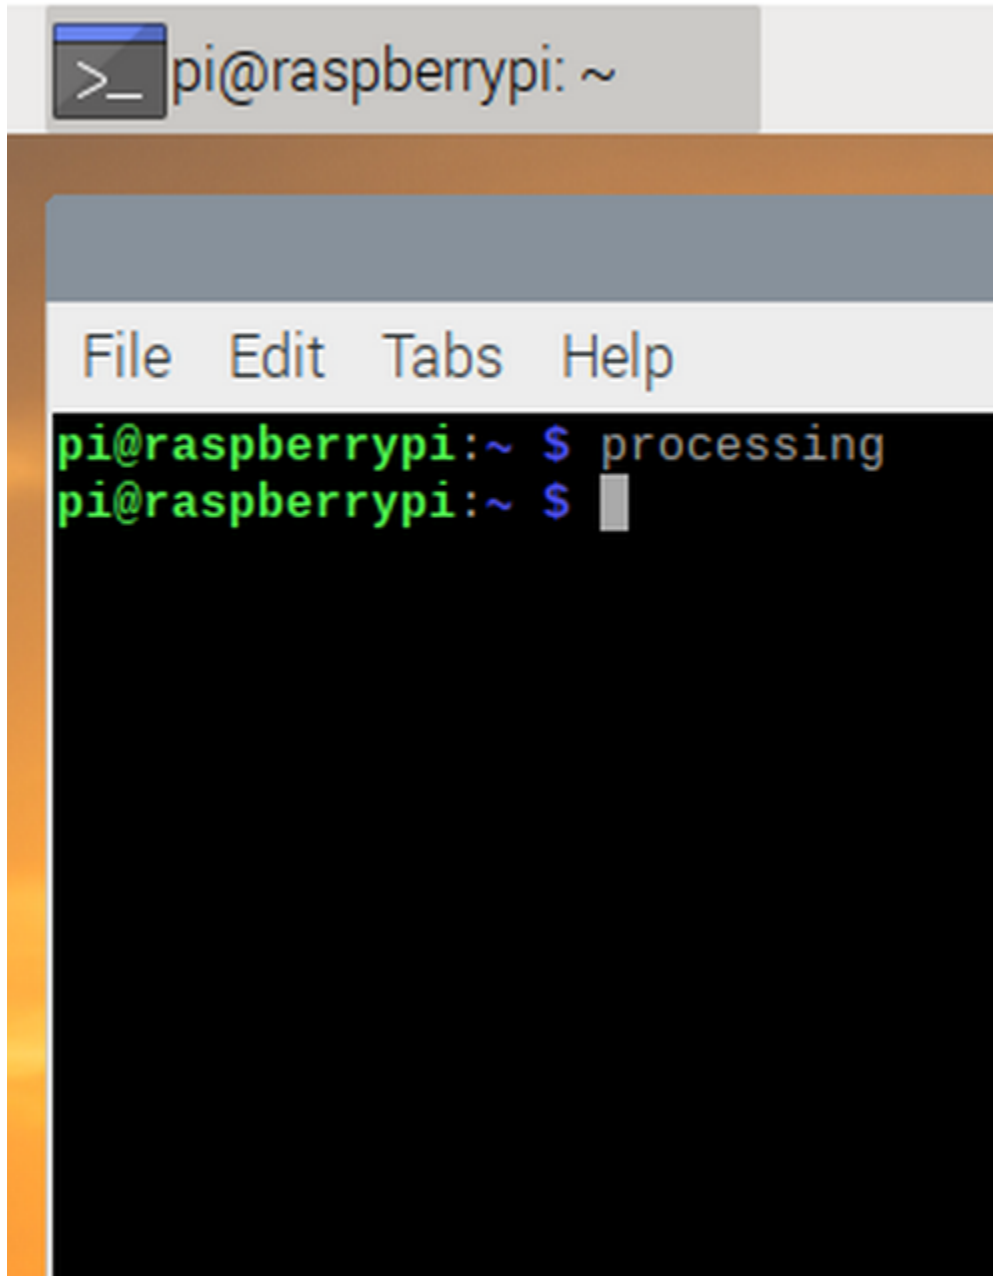 pi@raspberrypi: ~
File Edit Tabs Help
pi@raspberrypi:~ $ processing
pi@raspberrypi:~ $